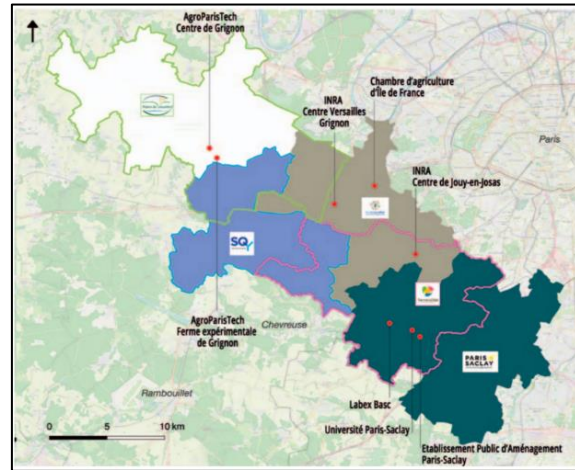 AgroParisTech
Centre de Grignon
Chambre d'agriculture
d'Île de France
INRA
Centre Versailles
Grignon
Paris
INRA
Centre de Jouy-en-Josas
SQY
AgroParisTech
Ferme expérimentale
de Grignon
Chevreuse
PARIS
SACLAY
Rambouillet
Labex Basc
Université Paris-Saclay
Etablissement Public d'Aménagement
Paris-Saclay
0 5 10 km